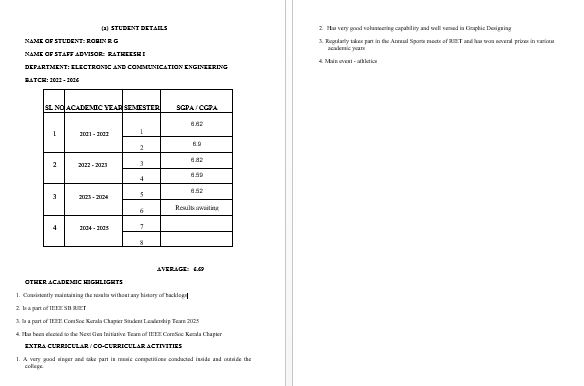 (a) STUDENT DETAILS
NAME OF STUDENT: ROBIN R G
NAME OF STAFF ADVISOR: RATHEESH I
DEPARTMENT: ELECTRONIC AND COMMUNICATION ENGINEERING
BATCH: 2022 - 2026
SL NO ACADEMIC YEAR SEMESTER SGPA / CGPA
1 2021 - 2022 1 6.62
2 6.9
2 2022 - 2023 3 6.82
4 6.59
3 2023 - 2024 5 6.52
6 Results awaiting
4 2024 - 2025 7
8
AVERAGE: 6.69
OTHER ACADEMIC HIGHLIGHTS
1. Consistently maintaining the results without any history of backlogs
2. Is a part of IEEE SB RIET
3. Is a part of IEEE ComSoc Kerala Chapter Student Leadership Team 2025
4. Has been elected to the Next Gen Initiative Team of IEEE ComSoc Kerala Chapter
EXTRA CURRICULAR / CO-CURRICULAR ACTIVITIES
1. A very good singer and take part in music competitions conducted inside and outside the
college.
2. Has very good volunteering capability and well versed in Graphic Designing
3. Regularly takes part in the Annual Sports meets of RIET and has won several prizes in various
academic years
4. Main event - athletics